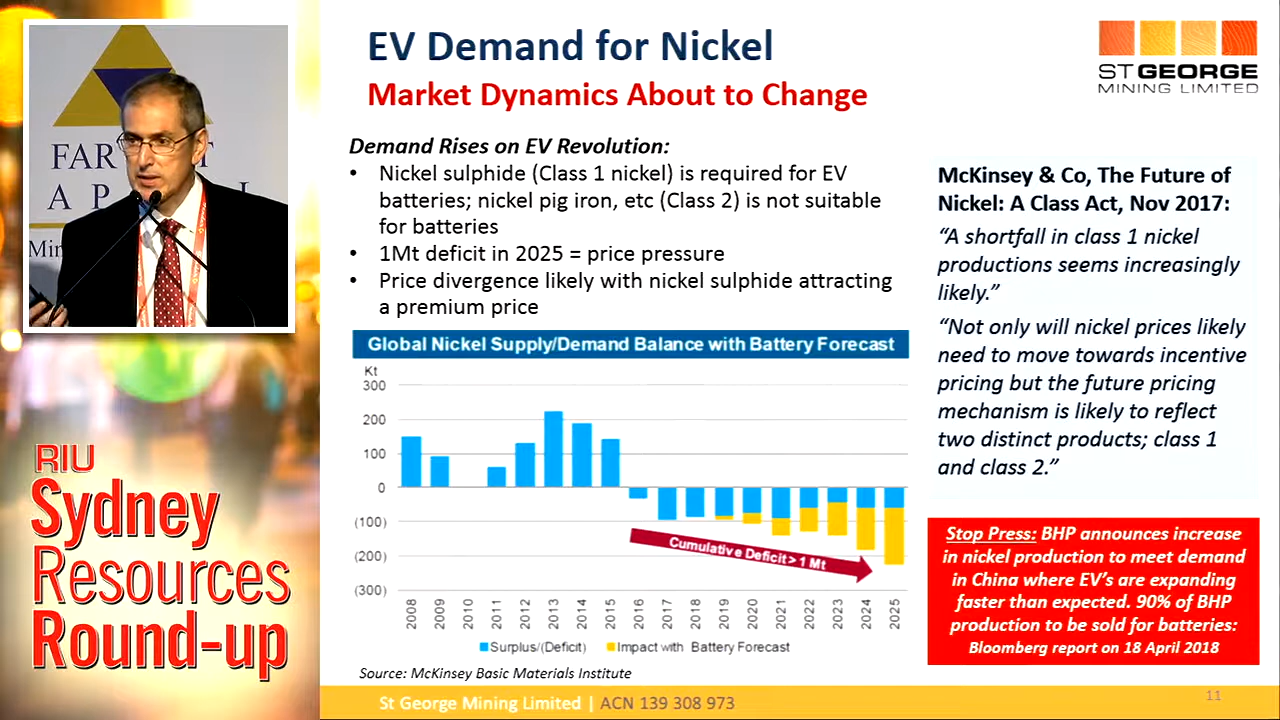 FAR
A P
Min
RIU
Sydney
Resources
Round-up
EV Demand for Nickel
Market Dynamics About to Change
ST GEORGE
MINING LIMITED
Demand Rises on EV Revolution:
• Nickel sulphide (Class 1 nickel) is required for EV
batteries; nickel pig iron, etc (Class 2) is not suitable
for batteries
• 1Mt deficit in 2025 = price pressure
• Price divergence likely with nickel sulphide attracting
a premium price
Global Nickel Supply/Demand Balance with Battery Forecast
Kt
300
200
100
0
(100)
(200)
(300)
Cumulative Deficit > 1 Mt
2008 2009 2010 2011 2012 2013 2014 2015 2016 2017 2018 2019 2020 2021 2022 2023 2024 2025
Surplus/(Deficit) Impact with Battery Forecast
Source: McKinsey Basic Materials Institute
McKinsey & Co, The Future of
Nickel: A Class Act, Nov 2017:
“A shortfall in class 1 nickel
productions seems increasingly
likely.”
“Not only will nickel prices likely
need to move towards incentive
pricing but the future pricing
mechanism is likely to reflect
two distinct products; class 1
and class 2.”
Stop Press: BHP announces increase
in nickel production to meet demand
in China where EV’s are expanding
faster than expected. 90% of BHP
production to be sold for batteries:
Bloomberg report on 18 April 2018
St George Mining Limited | ACN 139 308 973
11